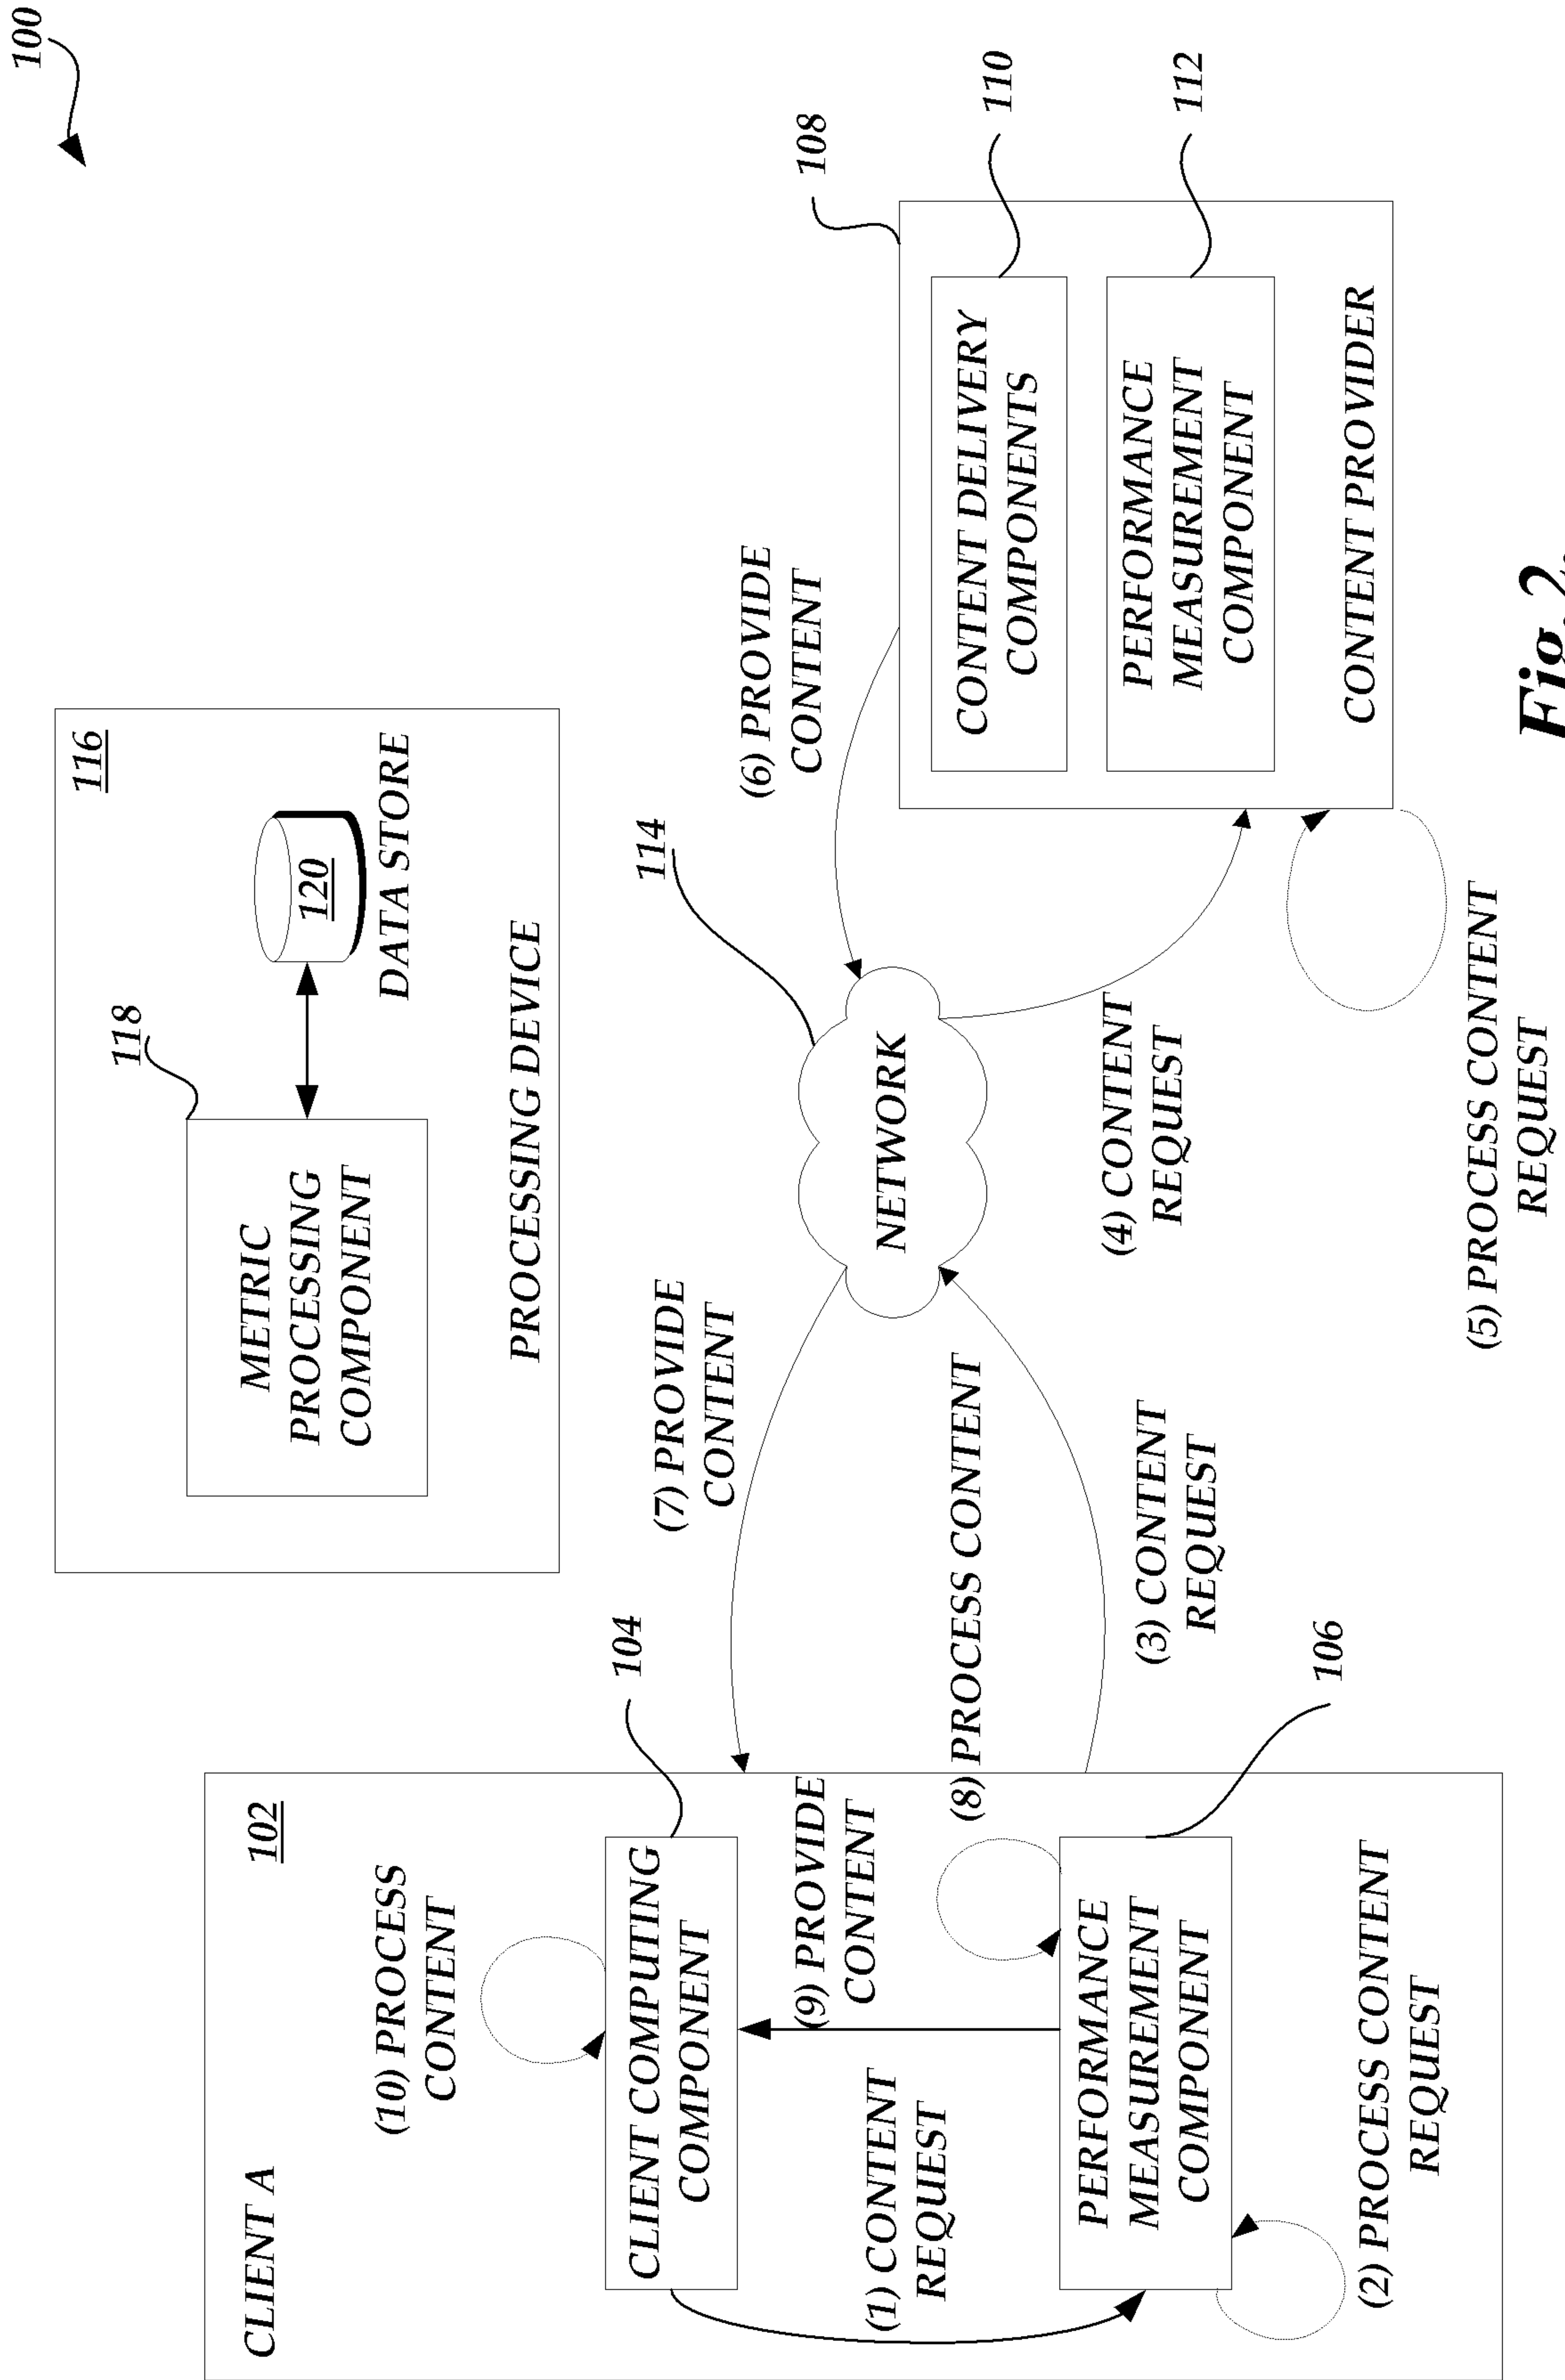 100
116
118
METRIC
PROCESSING
COMPONENT
120
DATA STORE
PROCESSING DEVICE
CLIENT A
102
(10) PROCESS
CONTENT
104
CLIENT COMPUTING
COMPONENT
(9) PROVIDE
CONTENT
(1) CONTENT
REQUEST
(8) PROCESS CONTENT
PERFORMANCE
MEASUREMENT
COMPONENT
106
(2) PROCESS CONTENT
REQUEST
(7) PROVIDE
CONTENT
(3) CONTENT
REQUEST
114
NETWORK
(6) PROVIDE
CONTENT
(4) CONTENT
REQUEST
108
CONTENT DELIVERY
COMPONENTS
110
PERFORMANCE
MEASUREMENT
COMPONENT
112
CONTENT PROVIDER
(5) PROCESS CONTENT
REQUEST
Fig. 2